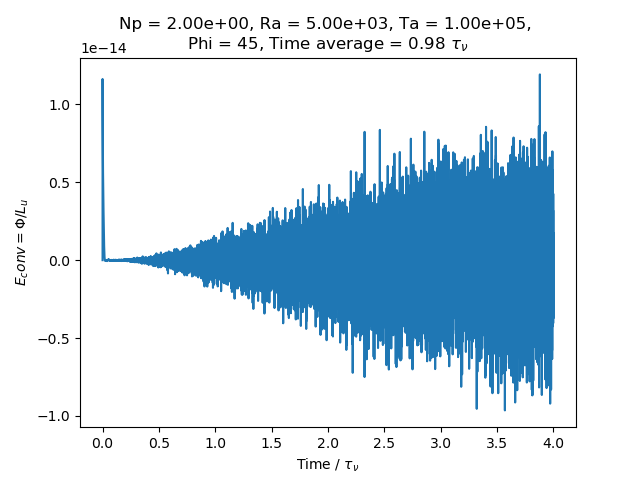 Np = 2.00e+00, Ra = 5.00e+03, Ta = 1.00e+05,
Phi = 45, Time average = 0.98 τν
1e−14
1.0
0.5
0.0
−0.5
−1.0
E_conv = Φ/L_u
0.0 0.5 1.0 1.5 2.0 2.5 3.0 3.5 4.0
Time / τν